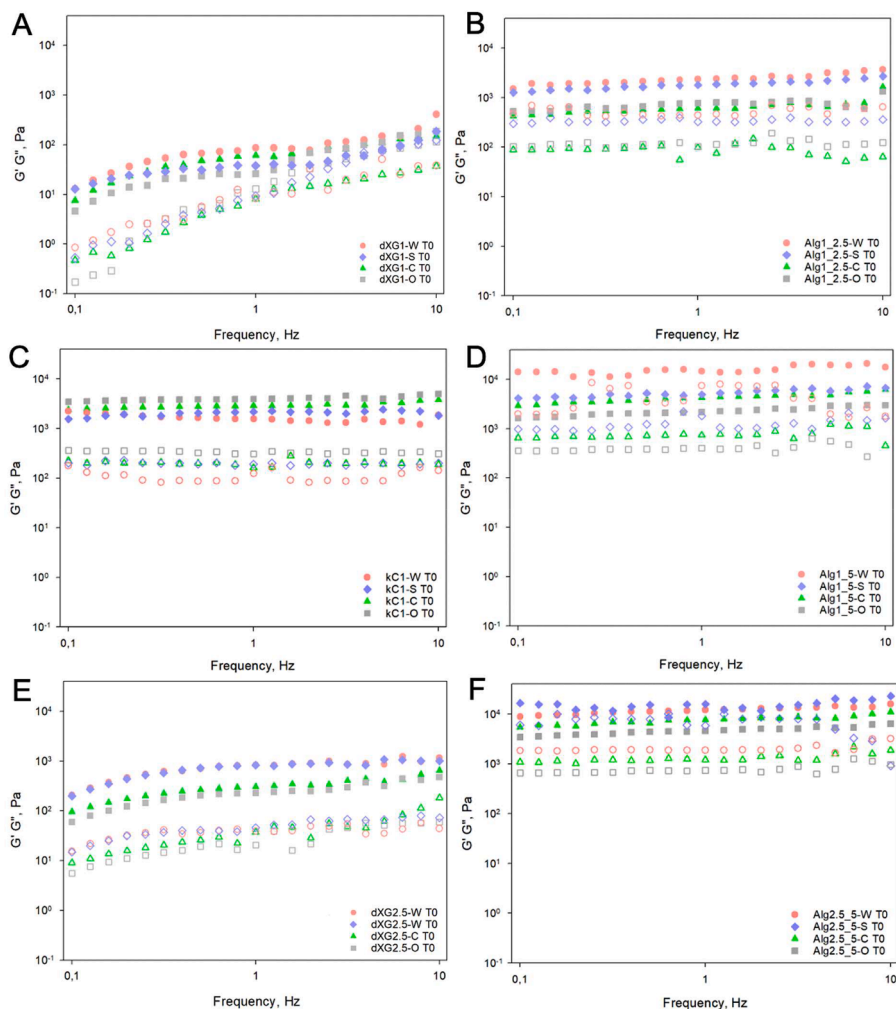 A
10⁴
10³
10²
10¹
10⁰
10⁻¹
G' G", Pa
dXG1-W T0
dXG1-S T0
dXG1-C T0
dXG1-O T0
0,1
1
10
Frequency, Hz
B
10⁴
10³
10²
10¹
10⁰
10⁻¹
G' G", Pa
Alg1_2.5-W T0
Alg1_2.5-S T0
Alg1_2.5-C T0
Alg1_2.5-O T0
0,1
1
10
Frequency, Hz
C
10⁴
10³
10²
10¹
10⁰
10⁻¹
G' G", Pa
kC1-W T0
kC1-S T0
kC1-C T0
kC1-O T0
0,1
1
10
Frequency, Hz
D
10⁴
10³
10²
10¹
10⁰
10⁻¹
G' G", Pa
Alg1_5-W T0
Alg1_5-S T0
Alg1_5-C T0
Alg1_5-O T0
0,1
1
10
Frequency, Hz
E
10⁴
10³
10²
10¹
10⁰
10⁻¹
G' G", Pa
dXG2.5-W T0
dXG2.5-W T0
dXG2.5-C T0
dXG2.5-O T0
0,1
1
10
Frequency, Hz
F
10⁴
10³
10²
10¹
10⁰
10⁻¹
G' G", Pa
Alg2.5_5-W T0
Alg2.5_5-S T0
Alg2.5_5-C T0
Alg2.5_5-O T0
0,1
1
10
Frequency, Hz